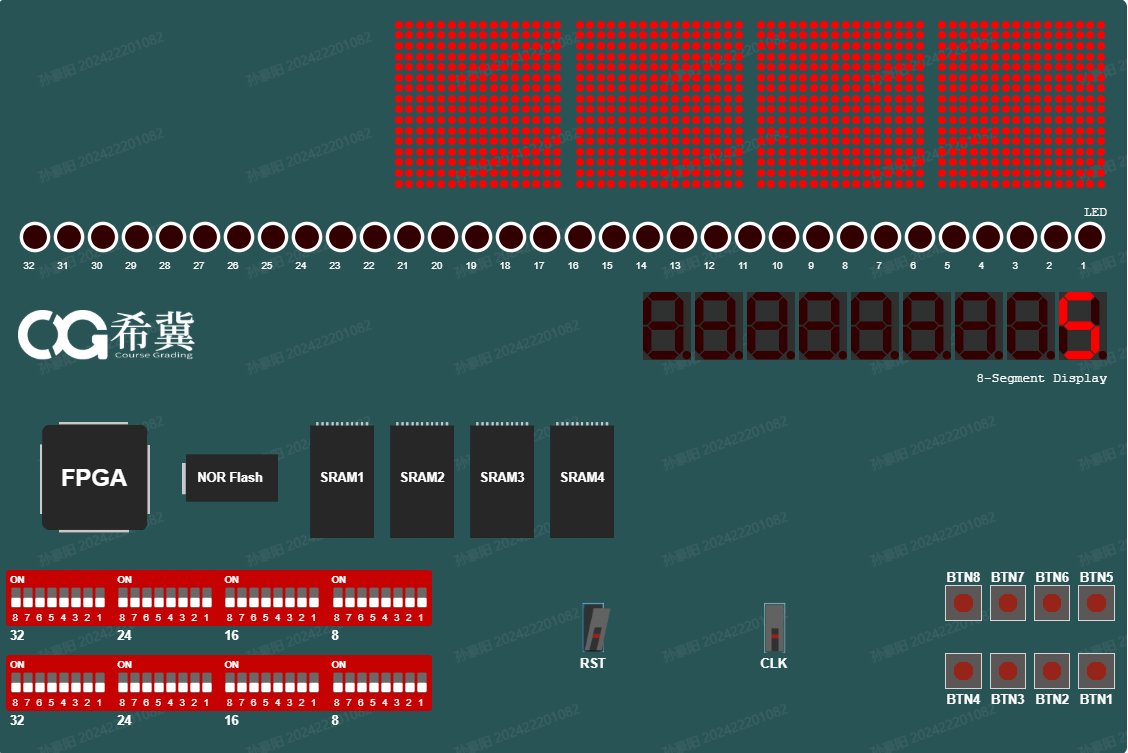 LED
32 31 30 29 28 27 26 25 24 23 22 21 20 19 18 17 16 15 14 13 12 11 10 9 8 7 6 5 4 3 2 1
希冀
Course Grading
5
8-Segment Display
FPGA
NOR Flash
SRAM1
SRAM2
SRAM3
SRAM4
ON ON ON ON
8 7 6 5 4 3 2 1 8 7 6 5 4 3 2 1 8 7 6 5 4 3 2 1 8 7 6 5 4 3 2 1
32 24 16 8
ON ON ON ON
8 7 6 5 4 3 2 1 8 7 6 5 4 3 2 1 8 7 6 5 4 3 2 1 8 7 6 5 4 3 2 1
32 24 16 8
RST
CLK
BTN8 BTN7 BTN6 BTN5
BTN4 BTN3 BTN2 BTN1
202422201082